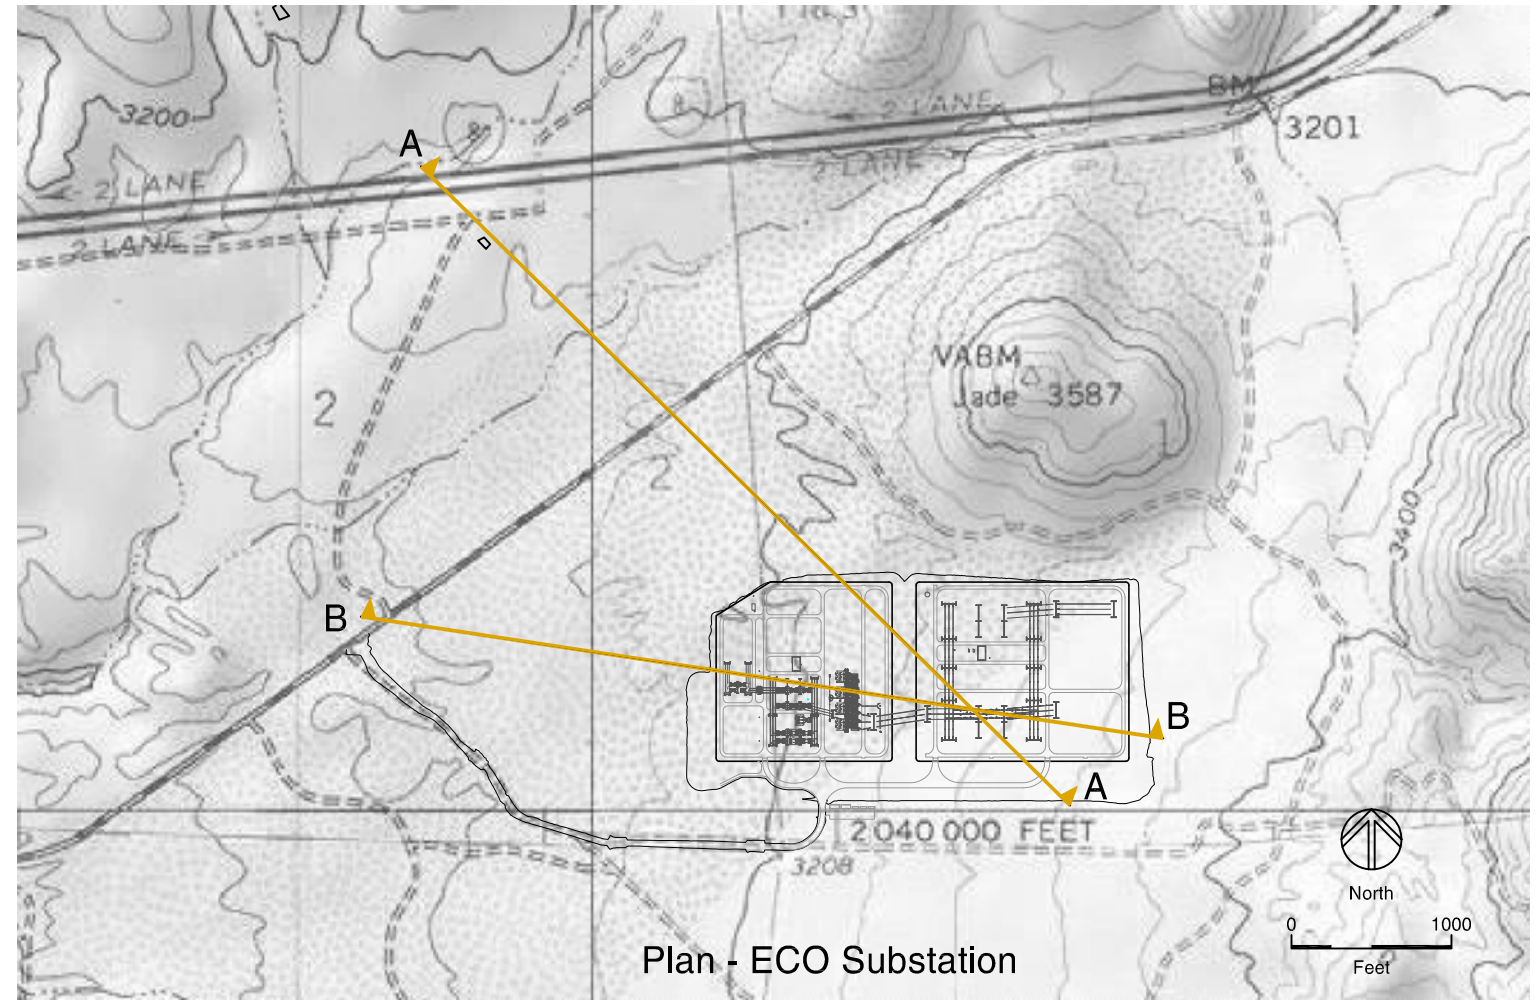 3200
BM
2 LANE
A
3201
2 LANE
2 LANE
2 LANE
VABM
Jade 3587
2
2
3400
B
B
A
2 040 000 FEET
3208
North
0 1000
Feet
Plan - ECO Substation